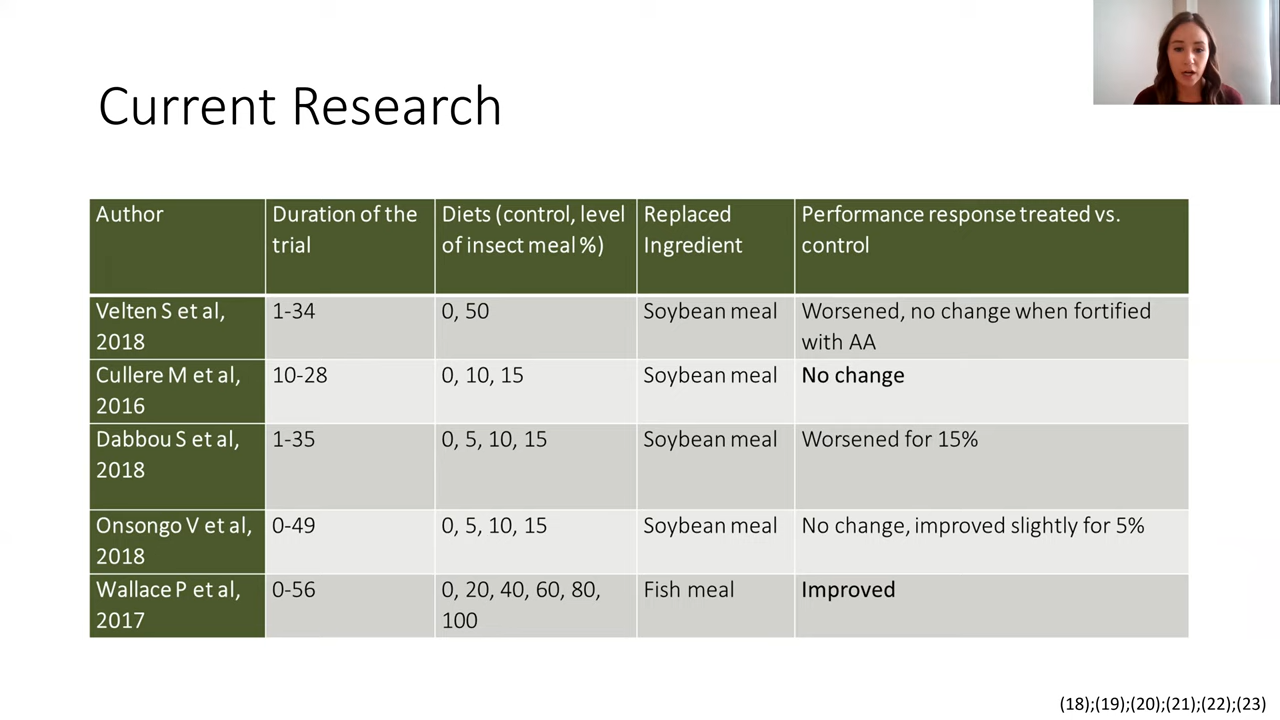 Current Research
Author
Duration of the
trial
Diets (control, level
of insect meal %)
Replaced
Ingredient
Performance response treated vs.
control
Velten S et al,
2018
1-34
0, 50
Soybean meal
Worsened, no change when fortified
with AA
Cullere M et al,
2016
10-28
0, 10, 15
Soybean meal
No change
Dabbou S et al,
2018
1-35
0, 5, 10, 15
Soybean meal
Worsened for 15%
Onsongo V et al,
2018
0-49
0, 5, 10, 15
Soybean meal
No change, improved slightly for 5%
Wallace P et al,
2017
0-56
0, 20, 40, 60, 80,
100
Fish meal
Improved
(18);(19);(20);(21);(22);(23)